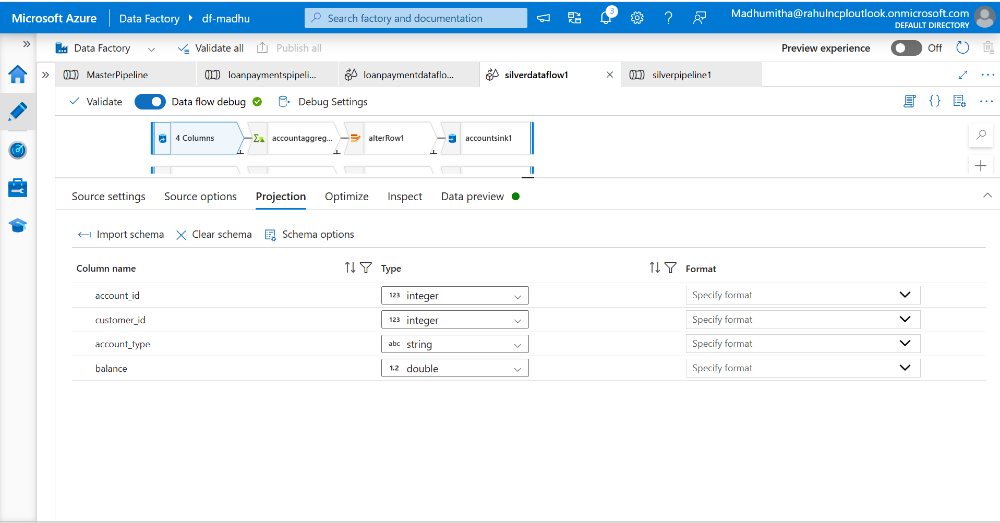 Microsoft Azure Data Factory df-madhu Search factory and documentation 3 Madhumitha@rahulncploutlook.onmicrosoft.com
DEFAULT DIRECTORY
Data Factory Validate all Publish all Preview experience Off
MasterPipeline loanpaymentspipeli... loanpaymentdataflo... silverdataflow1 silverpipeline1
Validate Data flow debug Debug Settings
4 Columns accountaggreg... alterRow1 accountsink1
Source settings Source options Projection Optimize Inspect Data preview
Import schema Clear schema Schema options
Column name Type Format
account_id 123 integer Specify format
customer_id 123 integer Specify format
account_type abc string Specify format
balance 1.2 double Specify format